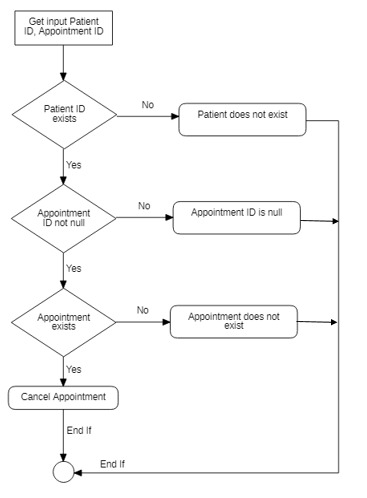 Get input Patient
ID, Appointment ID
Patient ID
exists
No
Patient does not exist
Yes
Appointment
ID not null
No
Appointment ID is null
Yes
Appointment
exists
No
Appointment does not
exist
Yes
Cancel Appointment
End If
End If